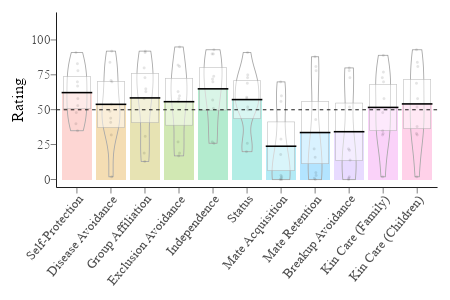 Rating
100
75
50
25
0
Self-Protection
Disease Avoidance
Group Affiliation
Exclusion Avoidance
Independence
Status
Mate Acquisition
Mate Retention
Breakup Avoidance
Kin Care (Family)
Kin Care (Children)